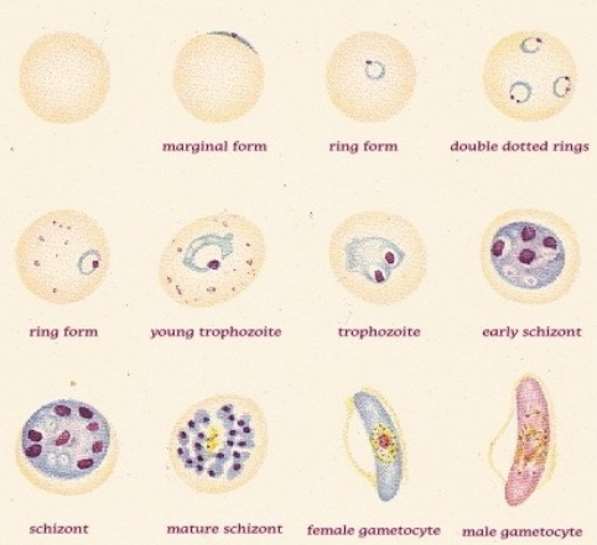 marginal form
ring form
double dotted rings
ring form
young trophozoite
trophozoite
early schizont
schizont
mature schizont
female gametocyte
male gametocyte